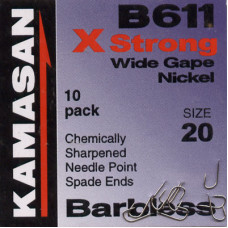 KAMASAN
B611
X Strong
Wide Gape
Nickel
10
pack
SIZE
20
Chemically
Sharpened
Needle Point
Spade Ends
Barbless